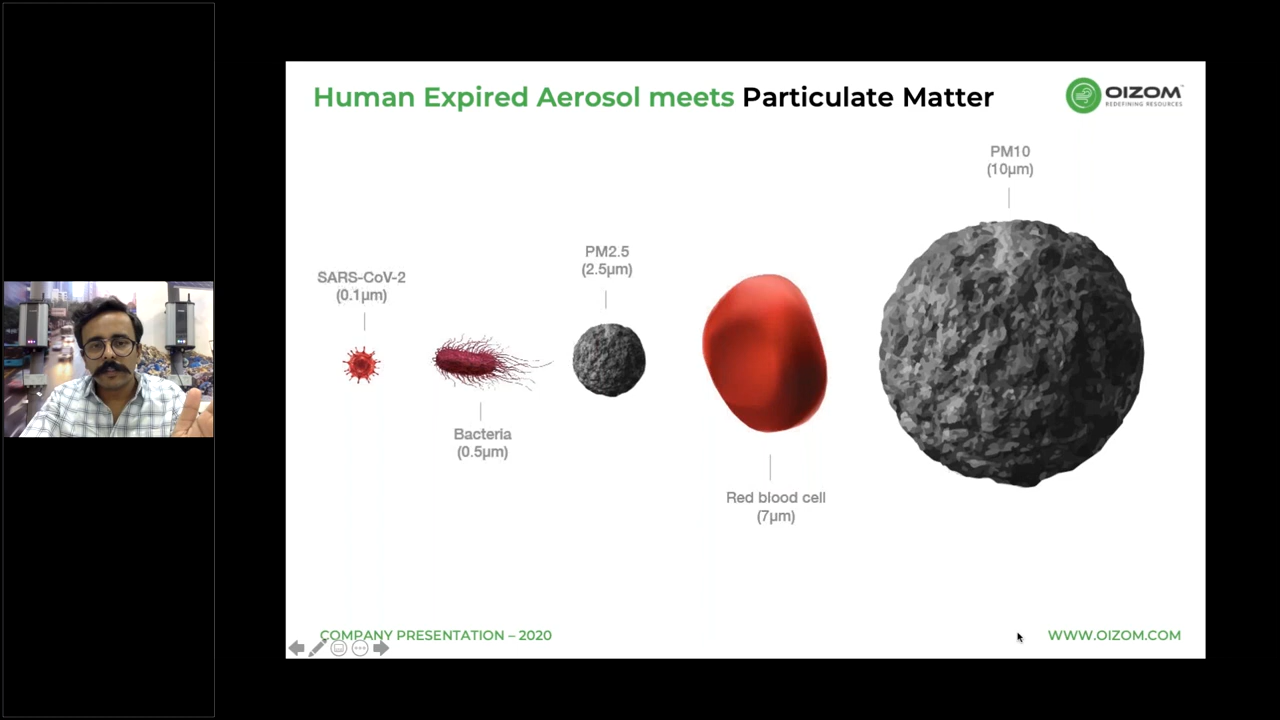 Human Expired Aerosol meets Particulate Matter
OIZOM™
REDEFINING RESOURCES
PM10
(10µm)
PM2.5
(2.5µm)
SARS-CoV-2
(0.1µm)
Bacteria
(0.5µm)
Red blood cell
(7µm)
COMPANY PRESENTATION – 2020
WWW.OIZOM.COM